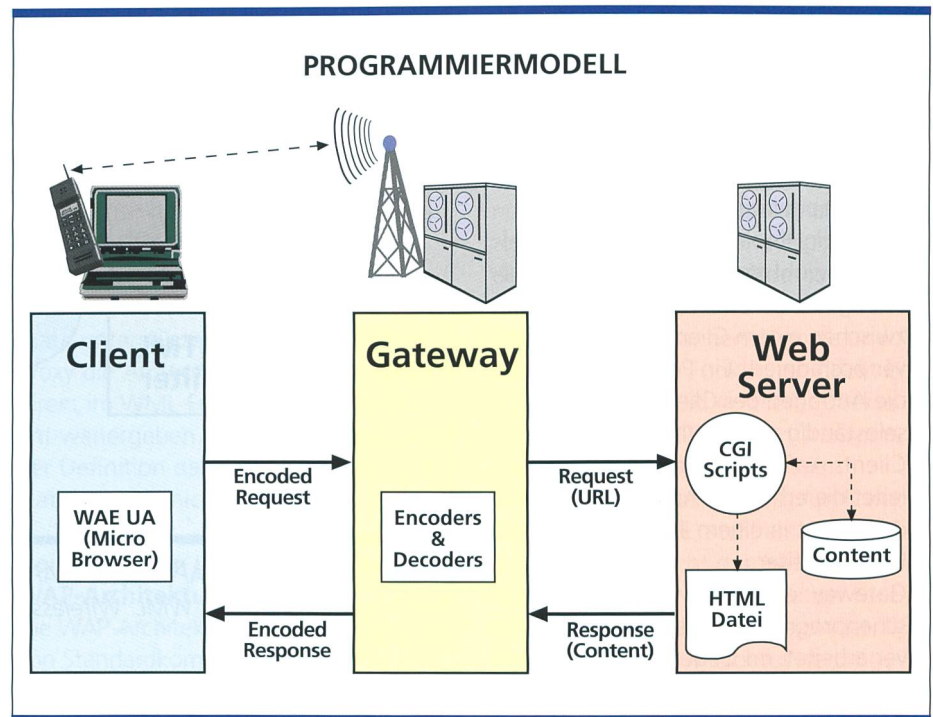 PROGRAMMIERMODELL
Client
Gateway
Web
Server
Encoded
Request
Request
(URL)
CGI
Scripts
WAE UA
(Micro
Browser)
Encoders
&
Decoders
Content
HTML
Datei
Encoded
Response
Response
(Content)